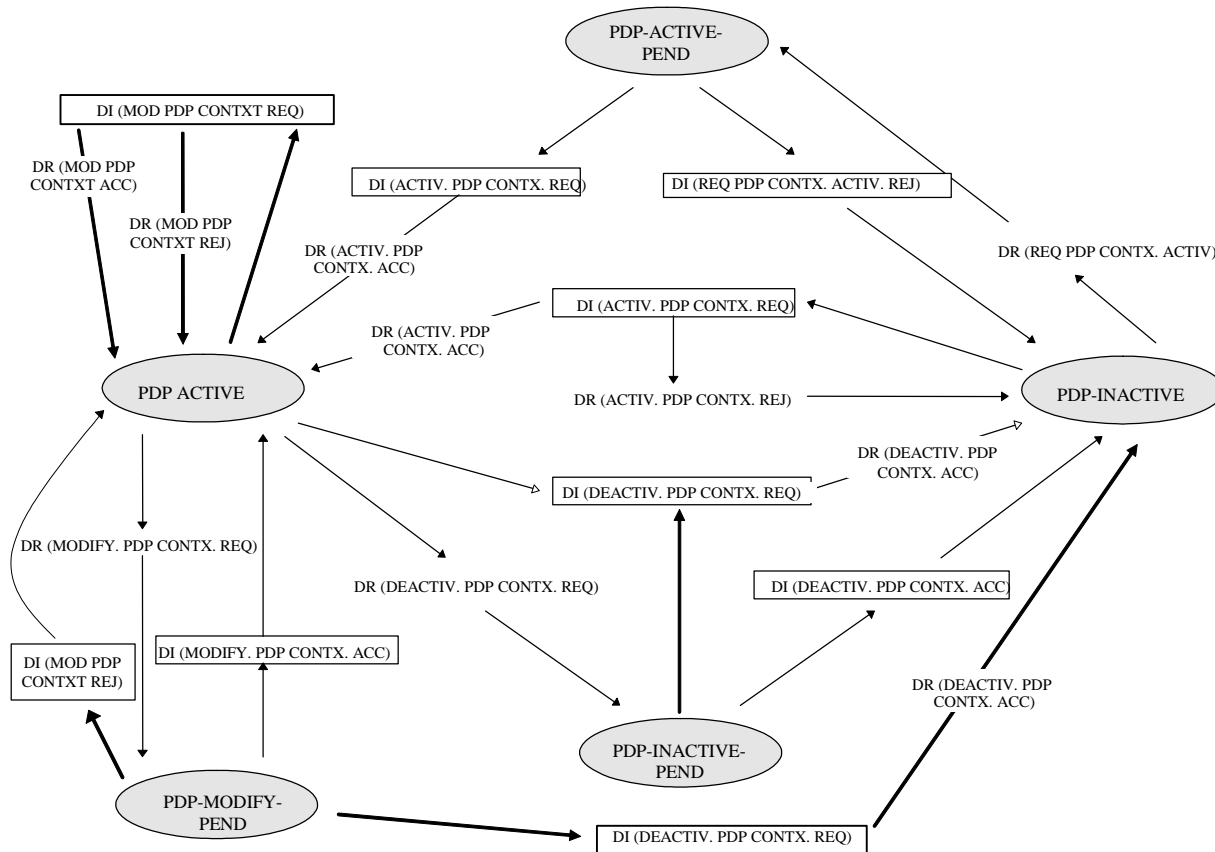 PDP-ACTIVE-
PEND
DI (MOD PDP CONTXT REQ)
DR (MOD PDP
CONTXT ACC)
DR (MOD PDP
CONTXT REJ)
DI (ACTIV. PDP CONTX. REQ)
DI (REQ PDP CONTX. ACTIV. REJ)
DR (ACTIV. PDP
CONTX. ACC)
DR (REQ PDP CONTX. ACTIV)
DI (ACTIV. PDP CONTX. REQ)
DR (ACTIV. PDP
CONTX. ACC)
PDP ACTIVE
DR (ACTIV. PDP CONTX. REJ)
PDP-INACTIVE
DR (DEACTIV. PDP
CONTX. ACC)
DI (DEACTIV. PDP CONTX. REQ)
DR (MODIFY. PDP CONTX. REQ)
DR (DEACTIV. PDP CONTX. REQ)
DI (DEACTIV. PDP CONTX. ACC)
DI (MOD PDP
CONTXT REJ)
DI (MODIFY. PDP CONTX. ACC)
DR (DEACTIV. PDP
CONTX. ACC)
PDP-INACTIVE-
PEND
PDP-MODIFY-
PEND
DI (DEACTIV. PDP CONTX. REQ)